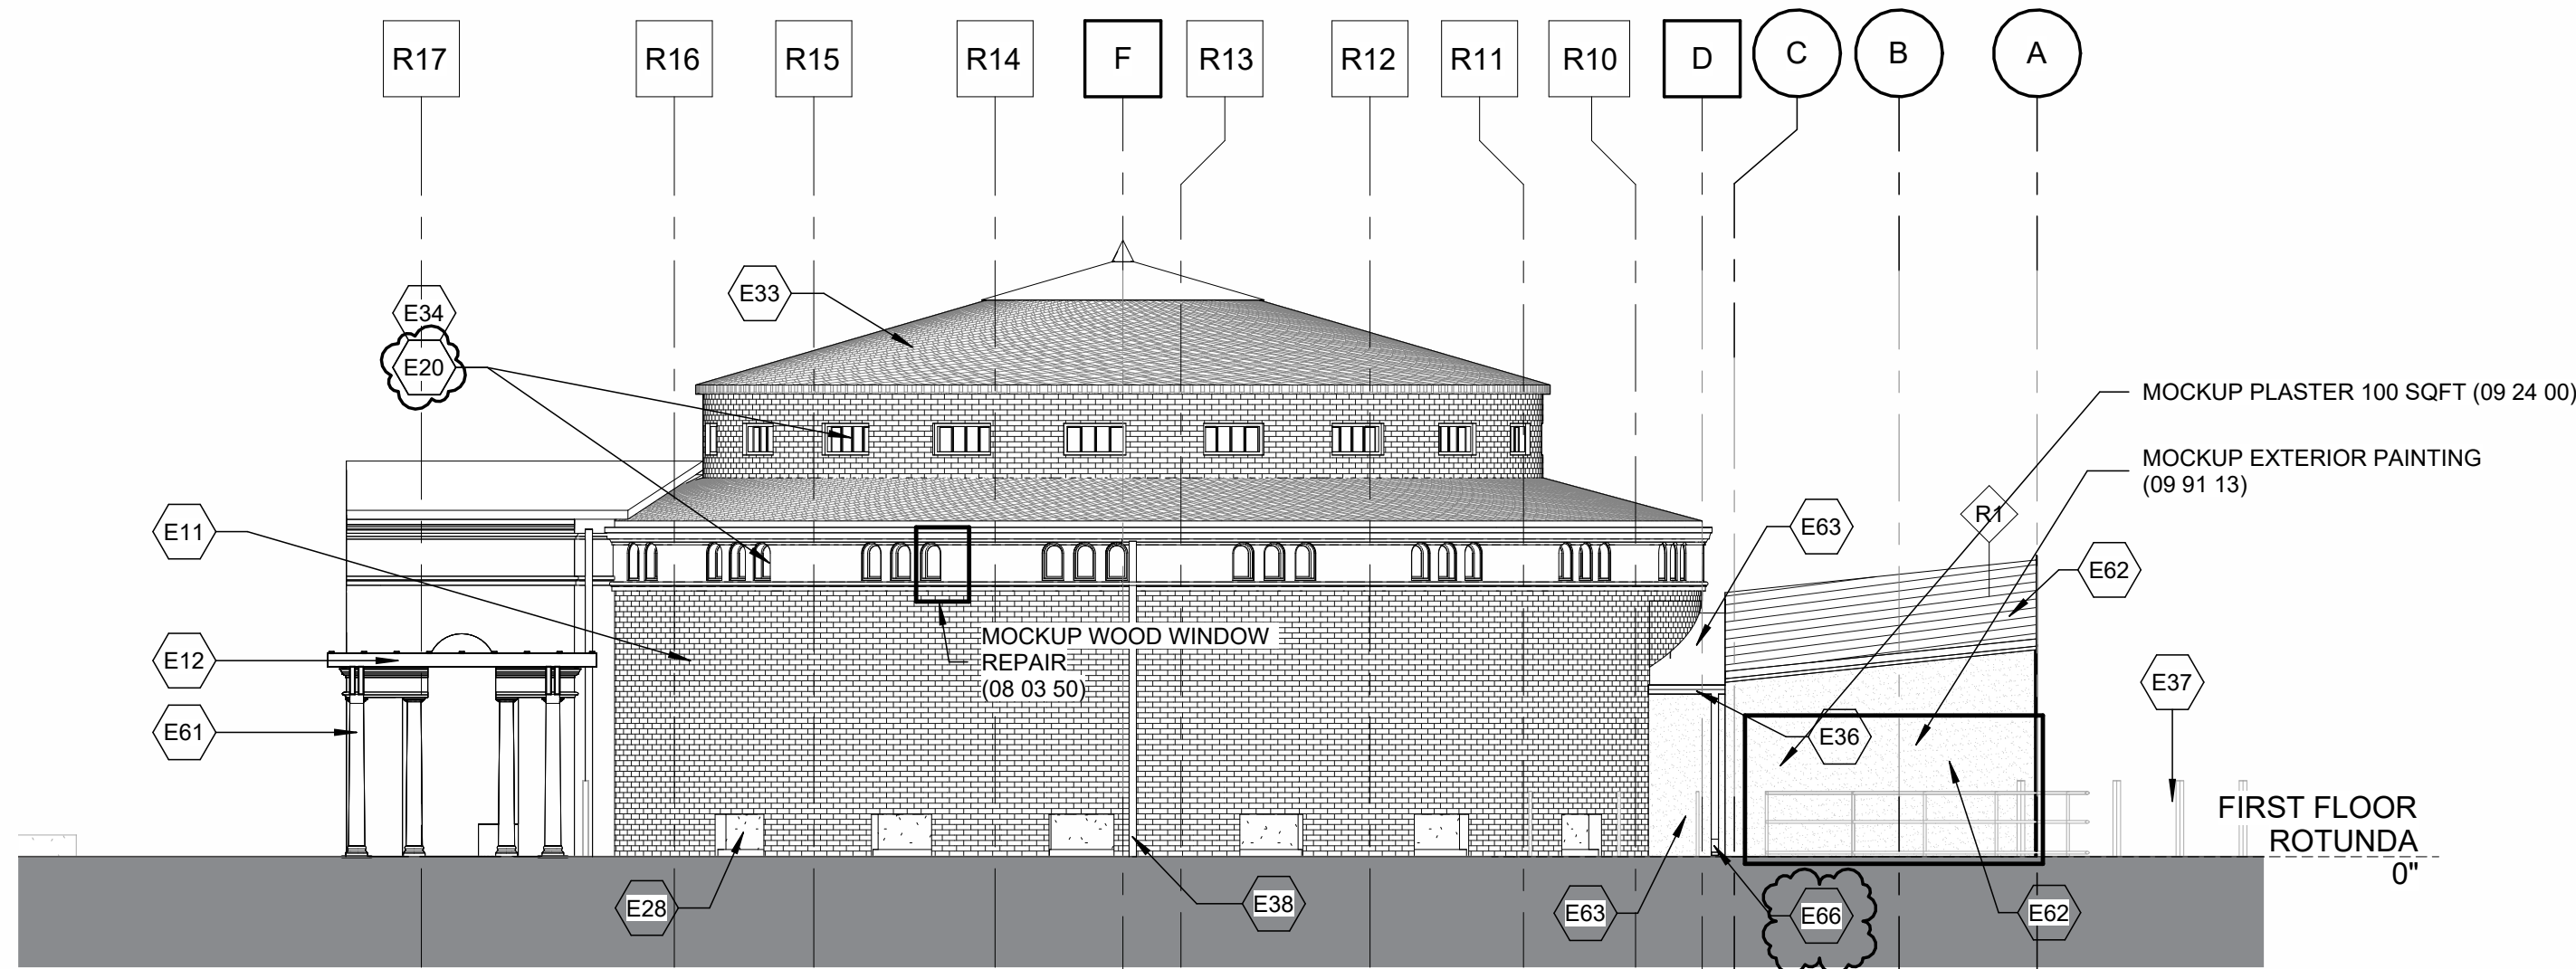 R17
R16
R15
R14
F
R13
R12
R11
R10
D
C
B
A
E34
E20
E33
MOCKUP PLASTER 100 SQFT (09 24 00)
MOCKUP EXTERIOR PAINTING
(09 91 13)
R1
E11
E63
E62
MOCKUP WOOD WINDOW
REPAIR
(08 03 50)
E12
E37
E61
E36
FIRST FLOOR
ROTUNDA
0"
E28
E38
E63
E66
E62